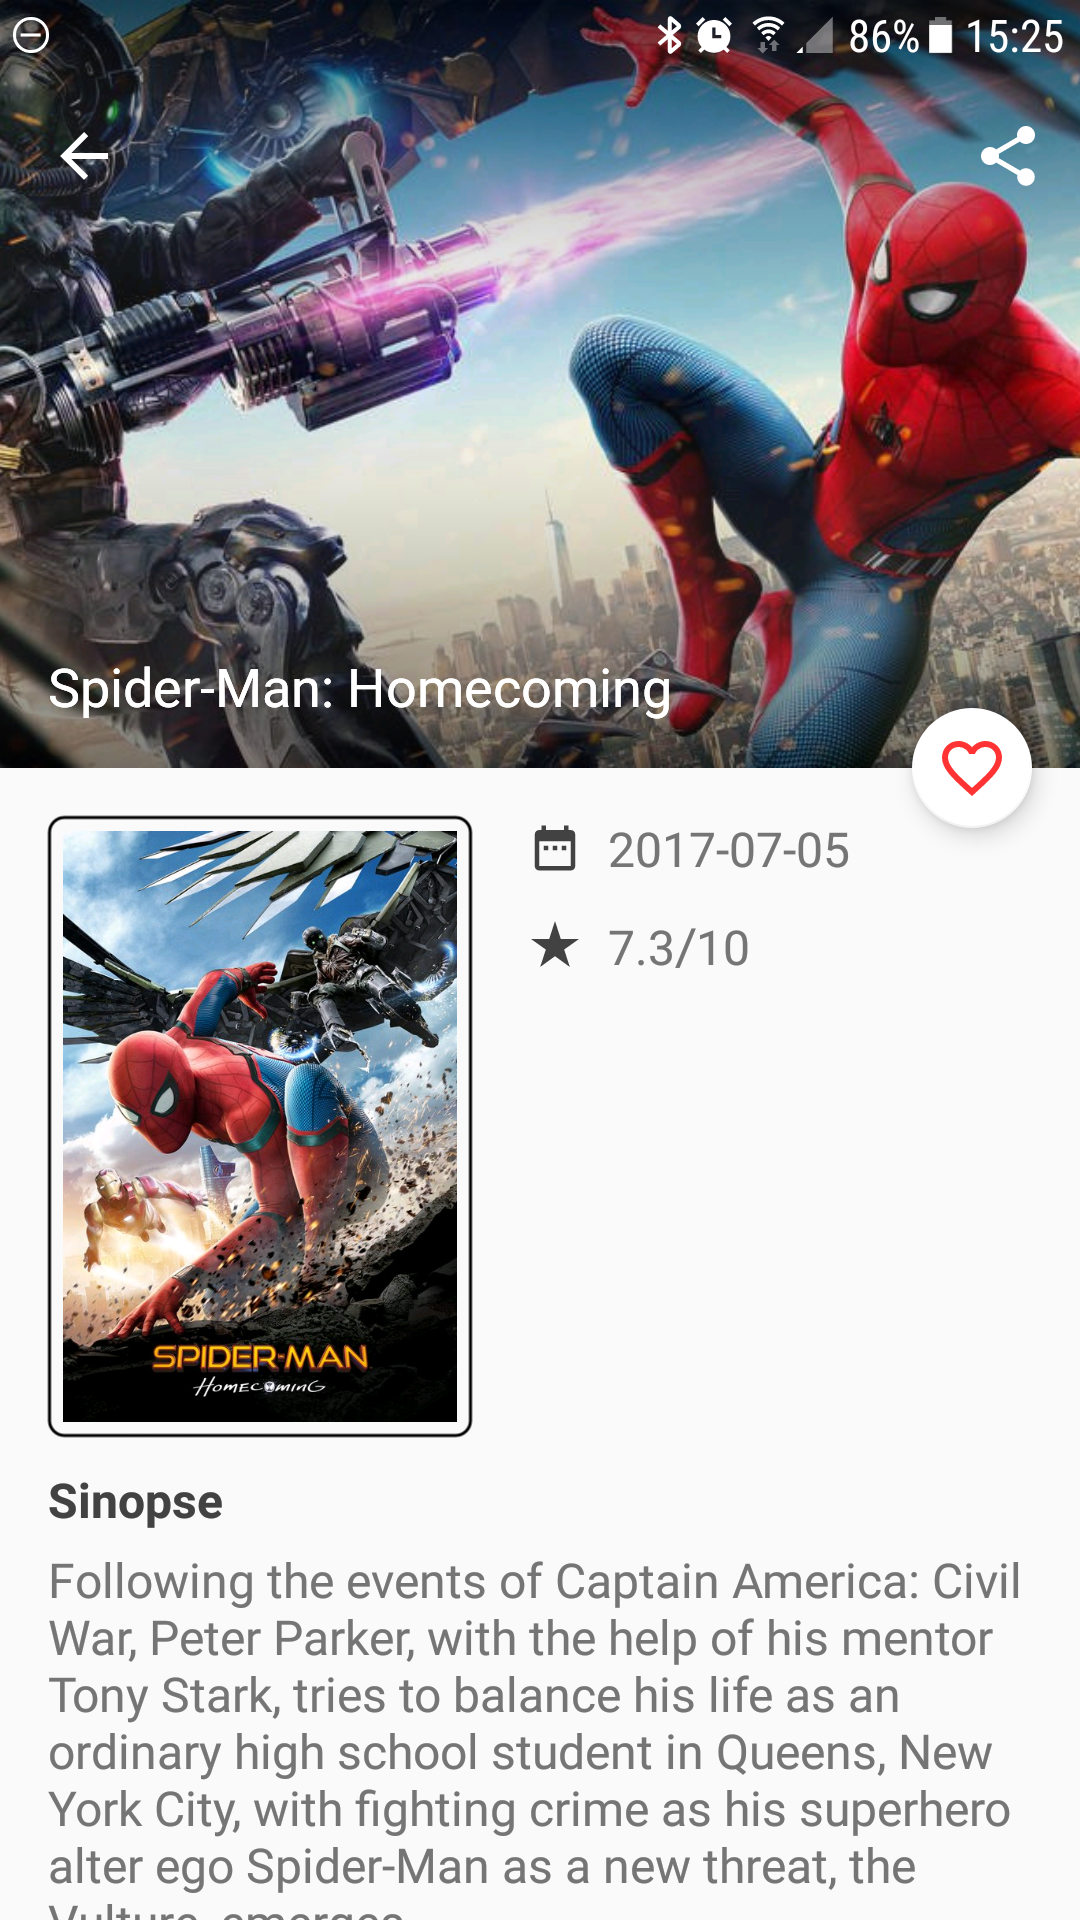 86% 15:25
Spider-Man: Homecoming
2017-07-05
7.3/10
SPIDER-MAN
HOMECOMING
Sinopse
Following the events of Captain America: Civil
War, Peter Parker, with the help of his mentor
Tony Stark, tries to balance his life as an
ordinary high school student in Queens, New
York City, with fighting crime as his superhero
alter ego Spider-Man as a new threat, the
Vulture, emerges.